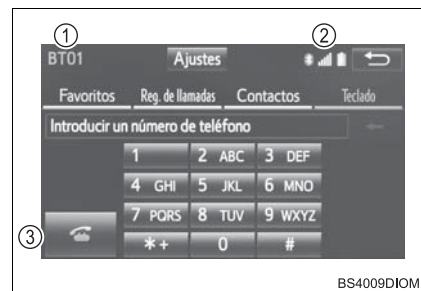 ① ②
BT01 Ajustes
Favoritos Reg. de llamadas Contactos Teclado
Introducir un número de teléfono
1 2 ABC 3 DEF
4 GHI 5 JKL 6 MNO
7 PQRS 8 TUV 9 WXYZ
③
*+ 0 #
BS4009DIOM